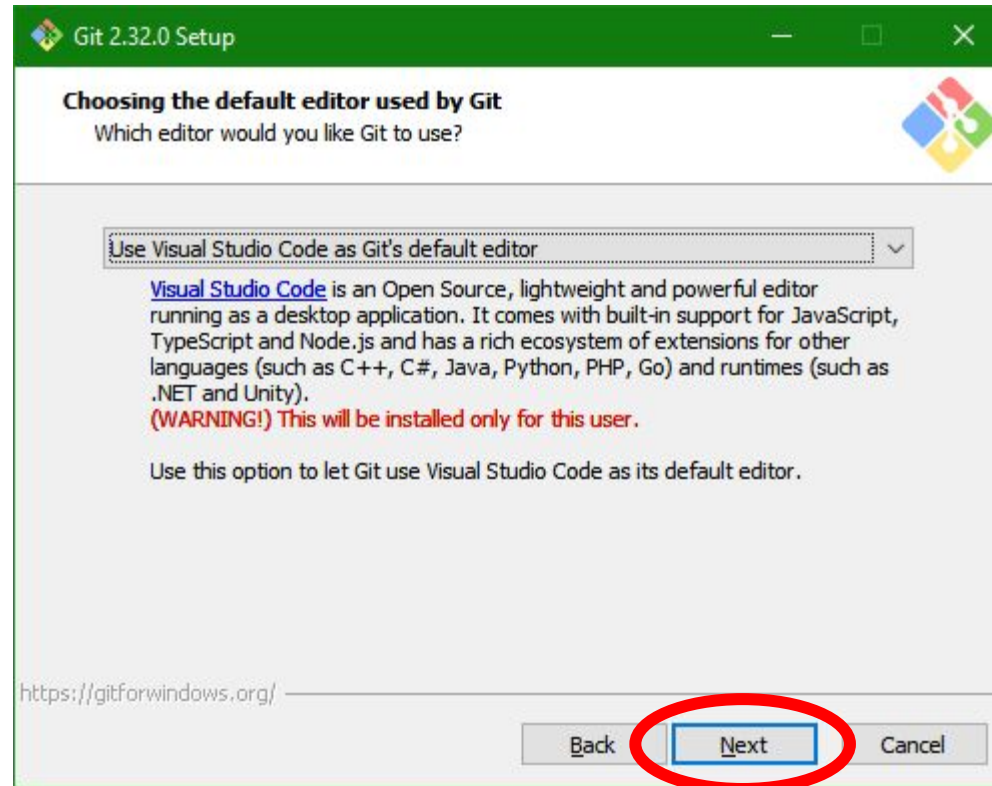 Git 2.32.0 Setup
Choosing the default editor used by Git
Which editor would you like Git to use?
Use Visual Studio Code as Git's default editor
Visual Studio Code is an Open Source, lightweight and powerful editor
running as a desktop application. It comes with built-in support for JavaScript,
TypeScript and Node.js and has a rich ecosystem of extensions for other
languages (such as C++, C#, Java, Python, PHP, Go) and runtimes (such as
.NET and Unity).
(WARNING!) This will be installed only for this user.
Use this option to let Git use Visual Studio Code as its default editor.
https://gitforwindows.org/
Back Next Cancel